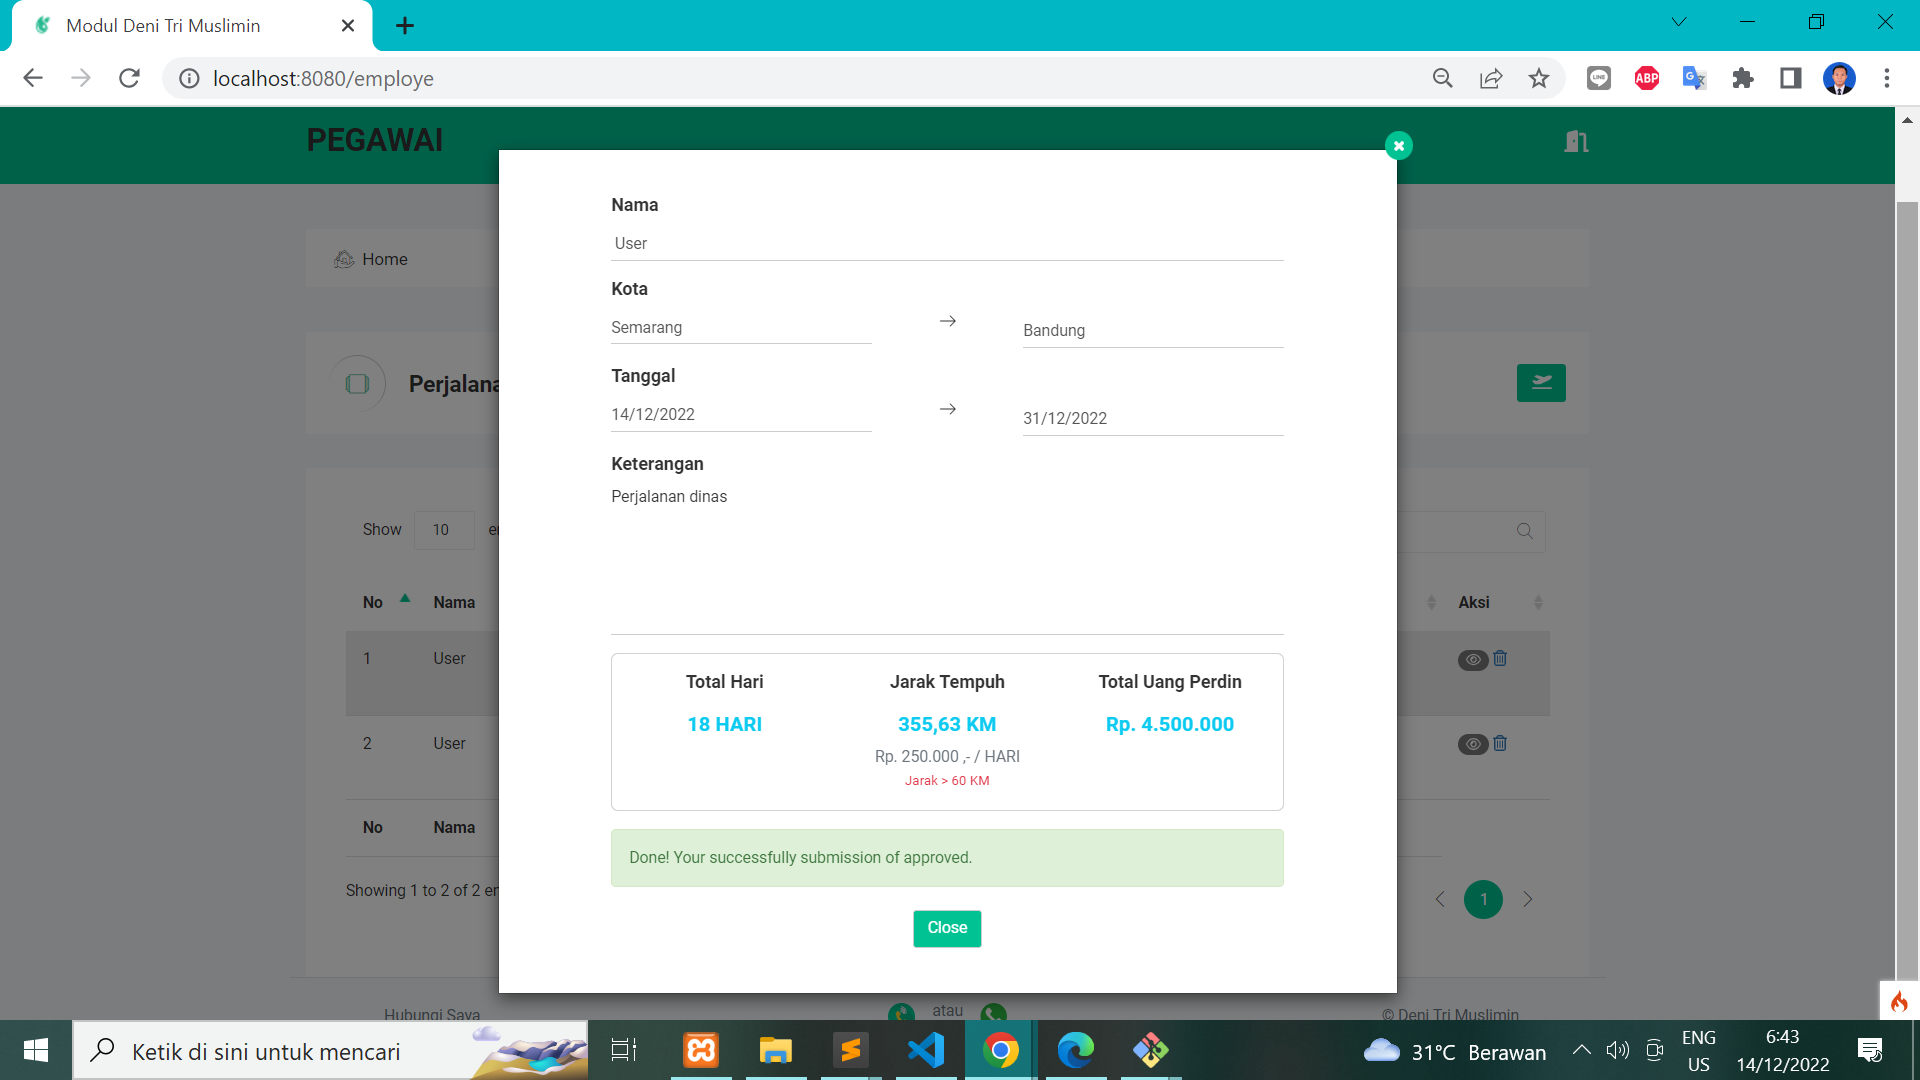 Modul Deni Tri Muslimin
localhost:8080/employe
LINE
ABP
PEGAWAI
Home
Nama
User
Kota
Semarang → Bandung
Perjalana
Tanggal
14/12/2022 → 31/12/2022
Keterangan
Perjalanan dinas
Show 10 en
No Nama Aksi
1 User
2 User
No Nama
Showing 1 to 2 of 2 en
1
Total Hari Jarak Tempuh Total Uang Perdin
18 HARI 355,63 KM Rp. 4.500.000
Rp. 250.000 ,- / HARI
Jarak > 60 KM
Done! Your successfully submission of approved.
Close
Hubungi Saya atau © Deni Tri Muslimin
Ketik di sini untuk mencari
31°C Berawan
ENG
US
6:43
14/12/2022